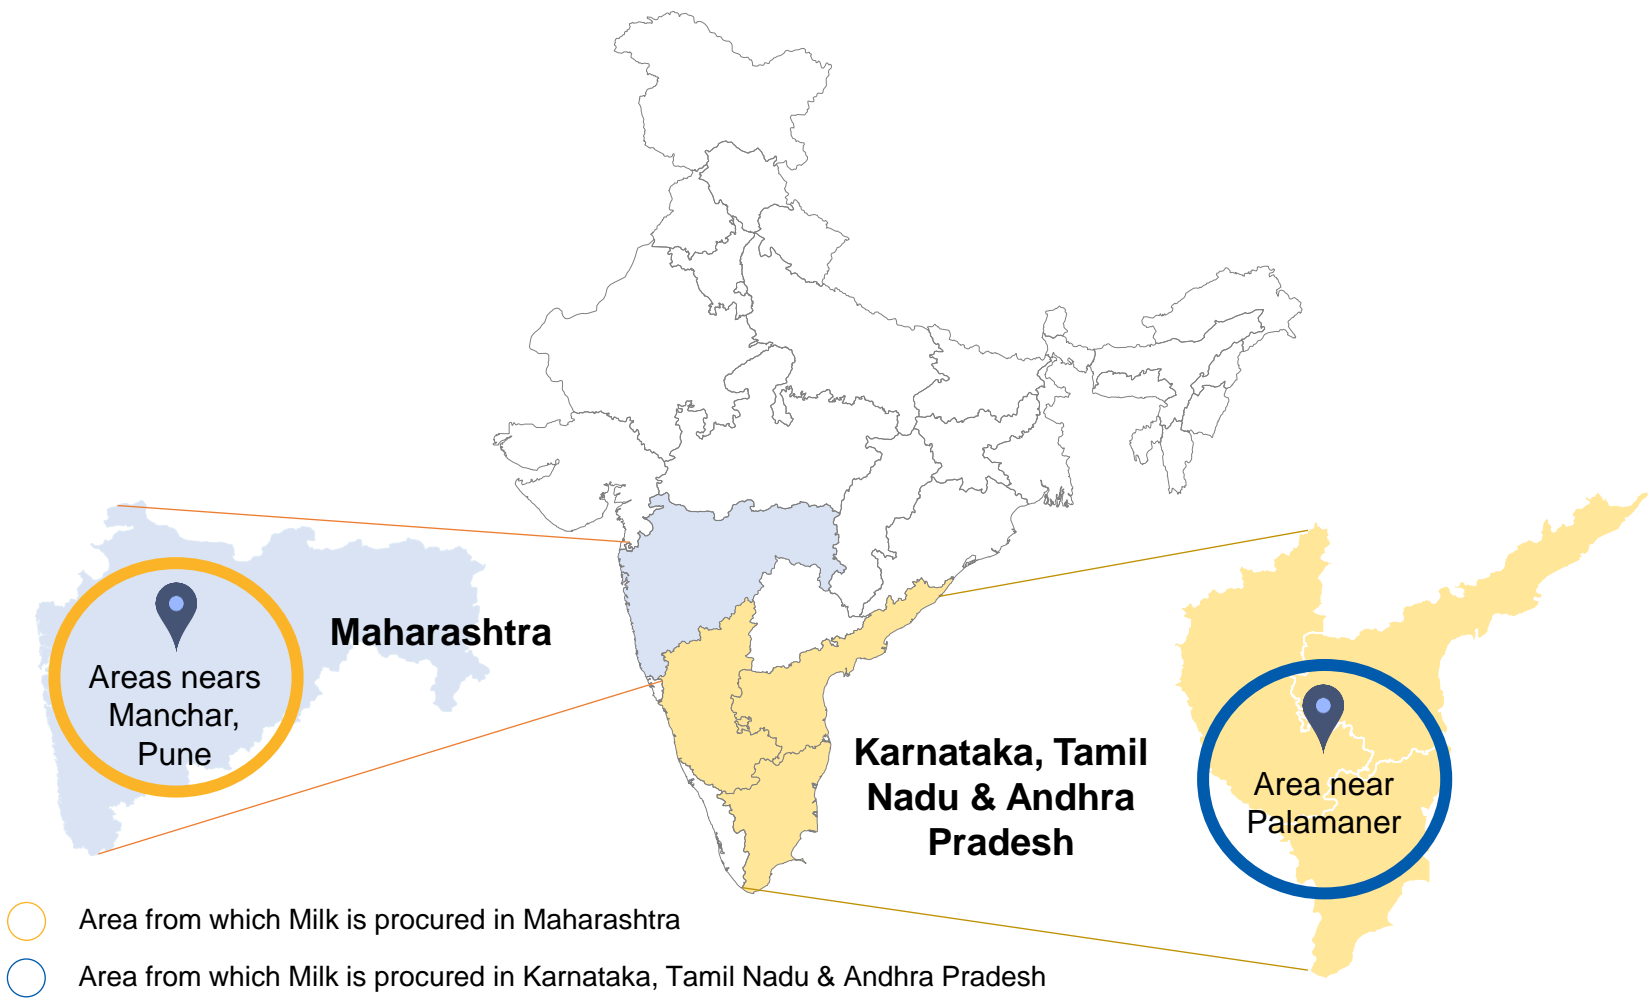 Maharashtra
Areas nears
Manchar,
Pune
Karnataka, Tamil
Nadu & Andhra
Pradesh
Area near
Palamaner
Area from which Milk is procured in Maharashtra
Area from which Milk is procured in Karnataka, Tamil Nadu & Andhra Pradesh